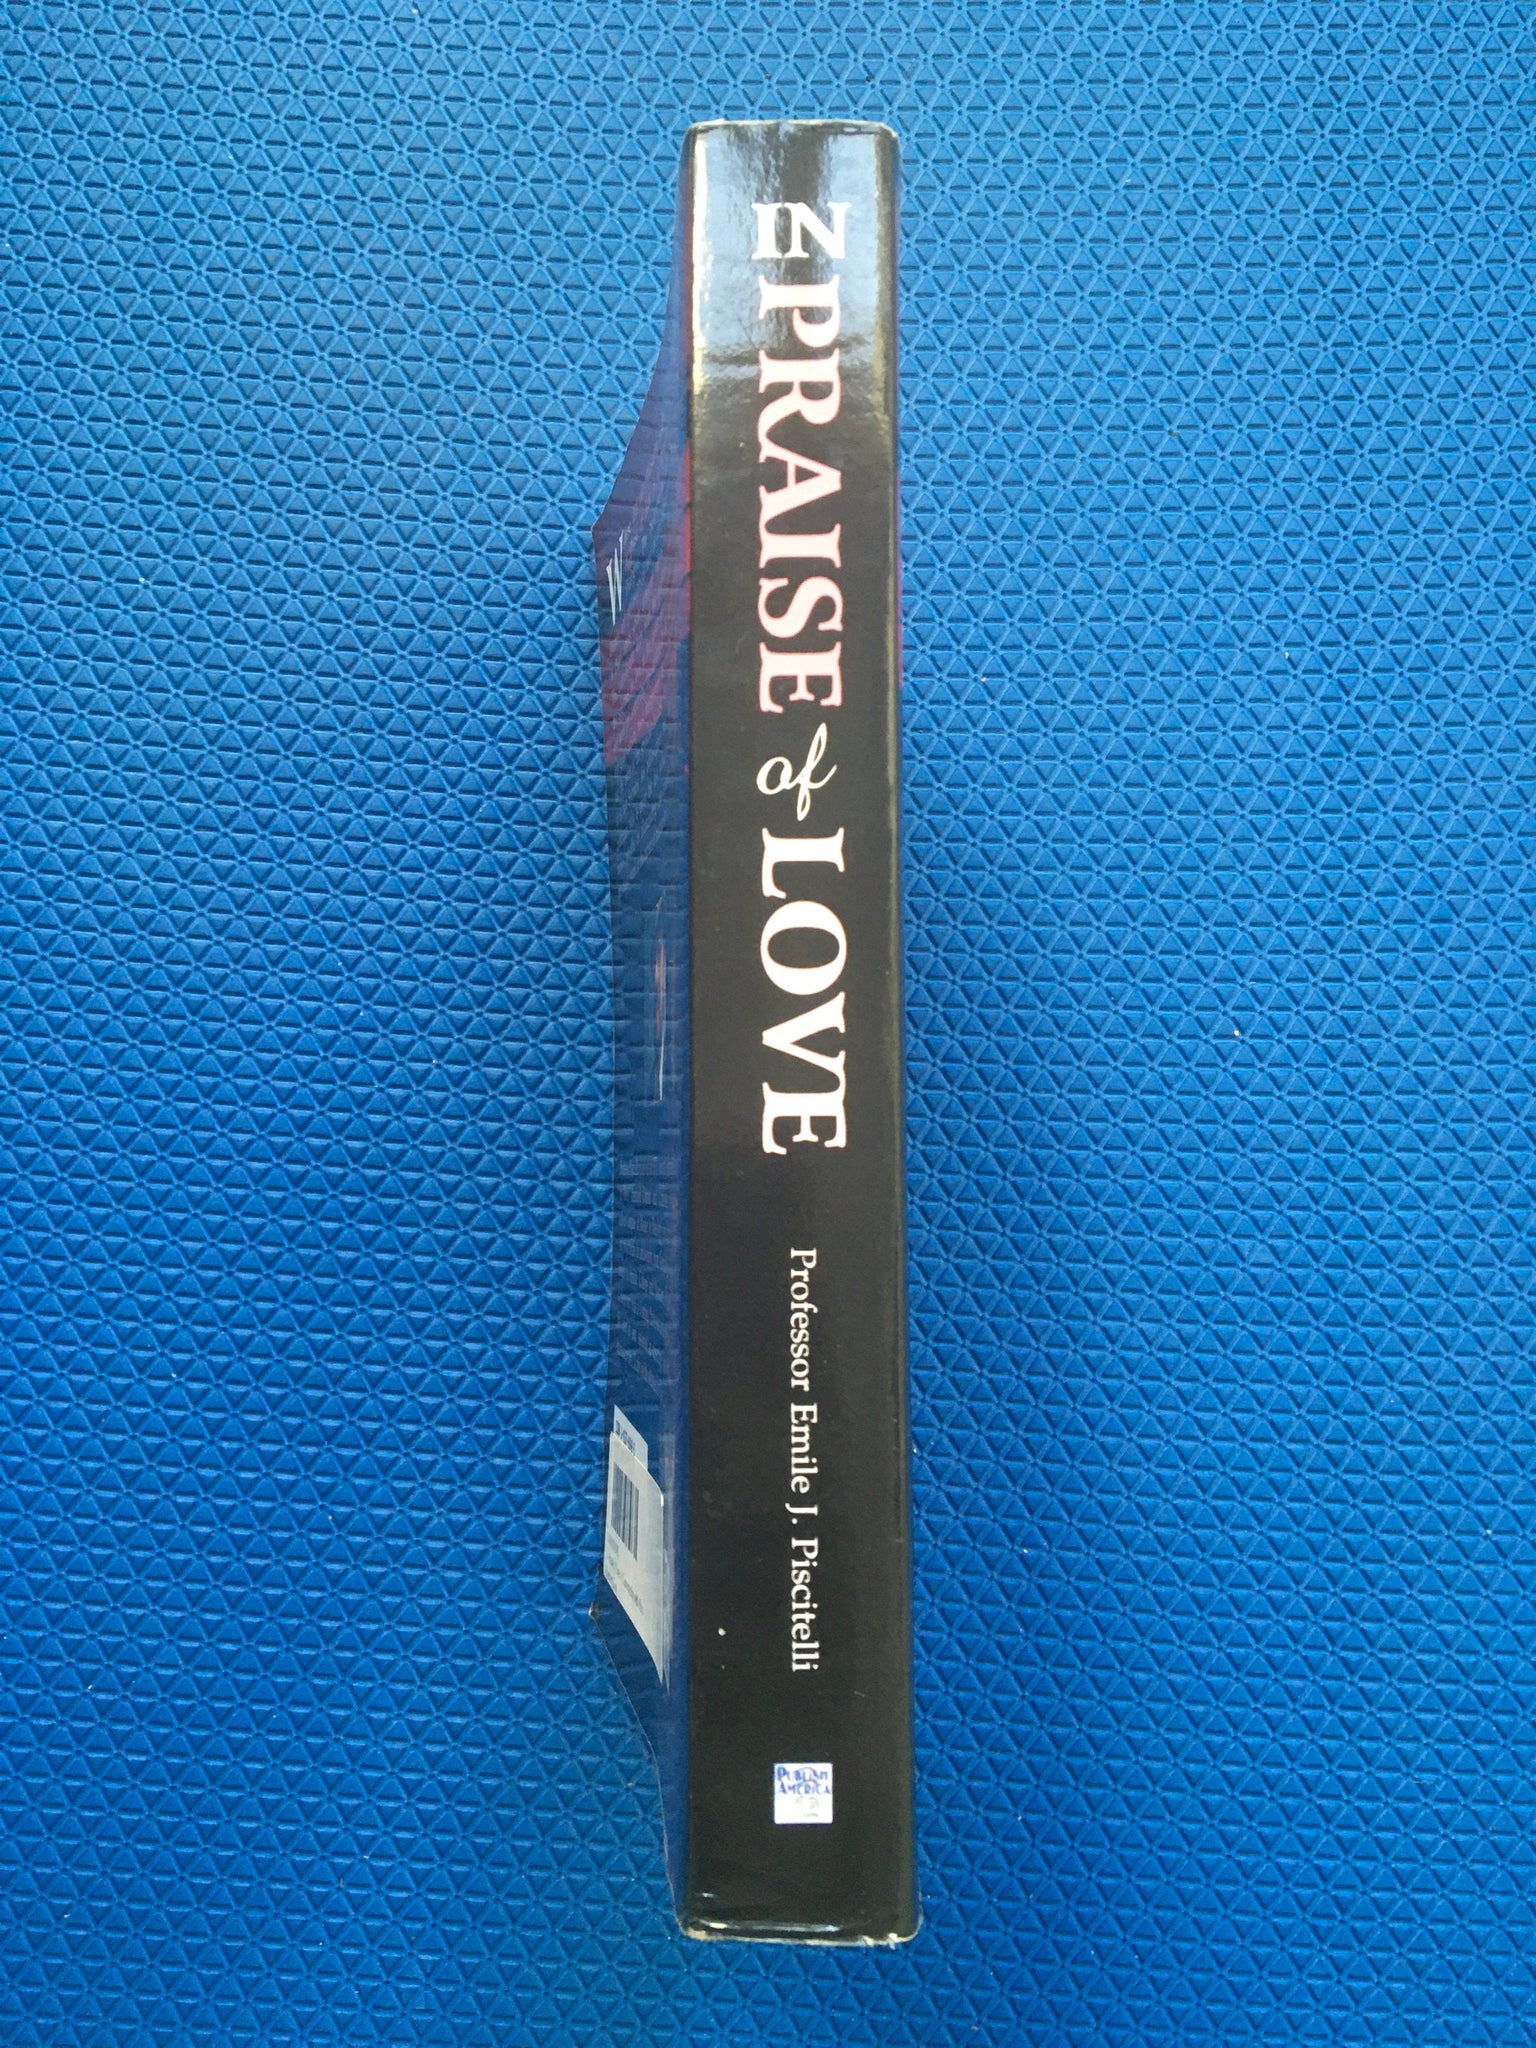 IN PRAISE of LOVE
Professor Emile J. Piscitelli
PUBLISH
AMERICA
W